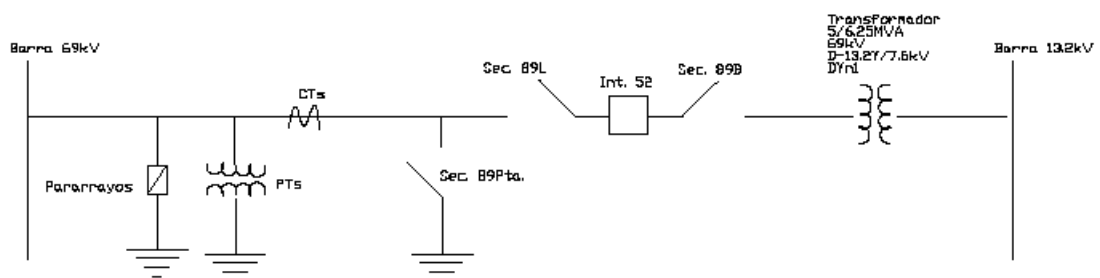 Transformador
5/6.25MVA
69kV
D-13.2Y/7.6kV
DYn1
Barra 69kV
Barra 13.2kV
Sec. 89L
Int. 52
Sec. 89B
CTs
Pararrayos
PTs
Sec. 89Pta.